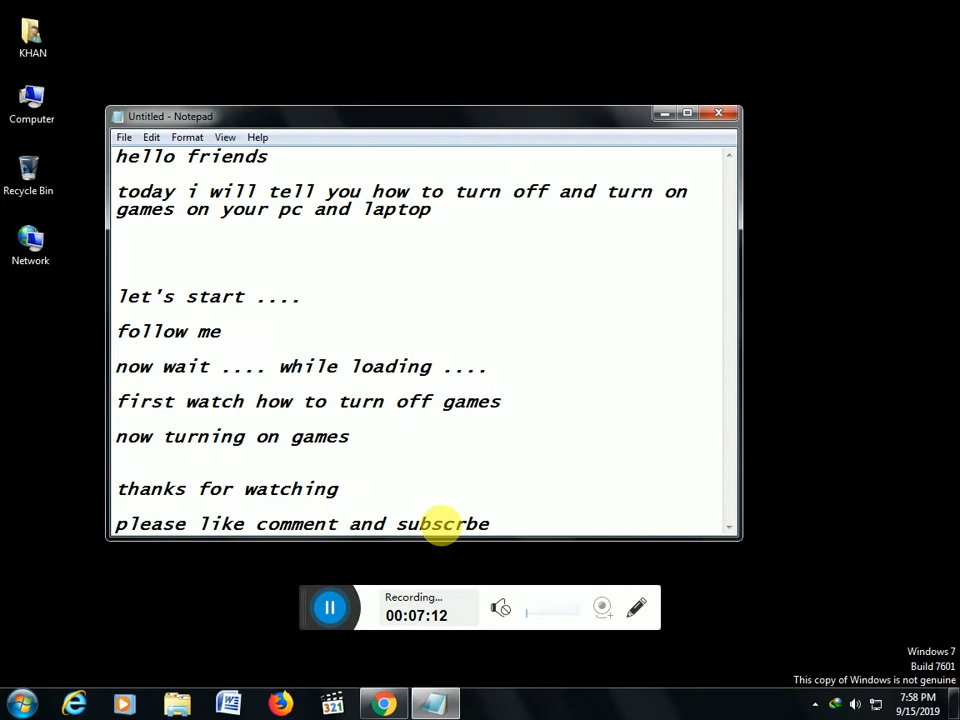 KHAN
Computer
Recycle Bin
Network
Untitled - Notepad
File Edit Format View Help
hello friends
today i will tell you how to turn off and turn on
games on your pc and laptop
let's start ....
follow me
now wait .... while loading ....
first watch how to turn off games
now turning on games
thanks for watching
please like comment and subscrbe
Recording...
00:07:12
Windows 7
Build 7601
This copy of Windows is not genuine
321
7:58 PM
9/15/2019